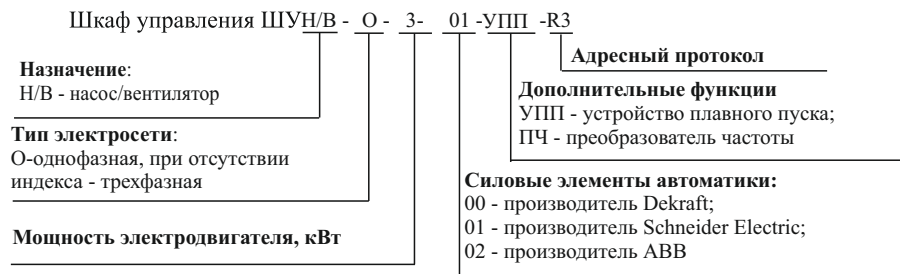 Шкаф управления ШУН/В - О - 3- 01 -УПП -R3
Адресный протокол
Назначение:
Н/В - насос/вентилятор
Дополнительные функции
УПП - устройство плавного пуска;
ПЧ - преобразователь частоты
Тип электросети:
О-однофазная, при отсутствии
индекса - трехфазная
Силовые элементы автоматики:
00 - производитель Dekraft;
01 - производитель Schneider Electric;
02 - производитель ABB
Мощность электродвигателя, кВт